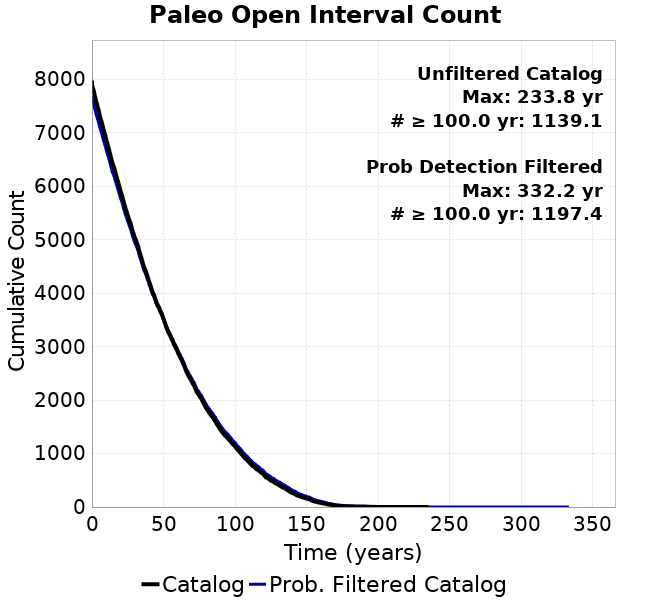 Paleo Open Interval Count
Unfiltered Catalog
Max: 233.8 yr
# ≥ 100.0 yr: 1139.1
Prob Detection Filtered
Max: 332.2 yr
# ≥ 100.0 yr: 1197.4
Cumulative Count
8000
7000
6000
5000
4000
3000
2000
1000
0
0 50 100 150 200 250 300 350
Time (years)
Catalog Prob. Filtered Catalog